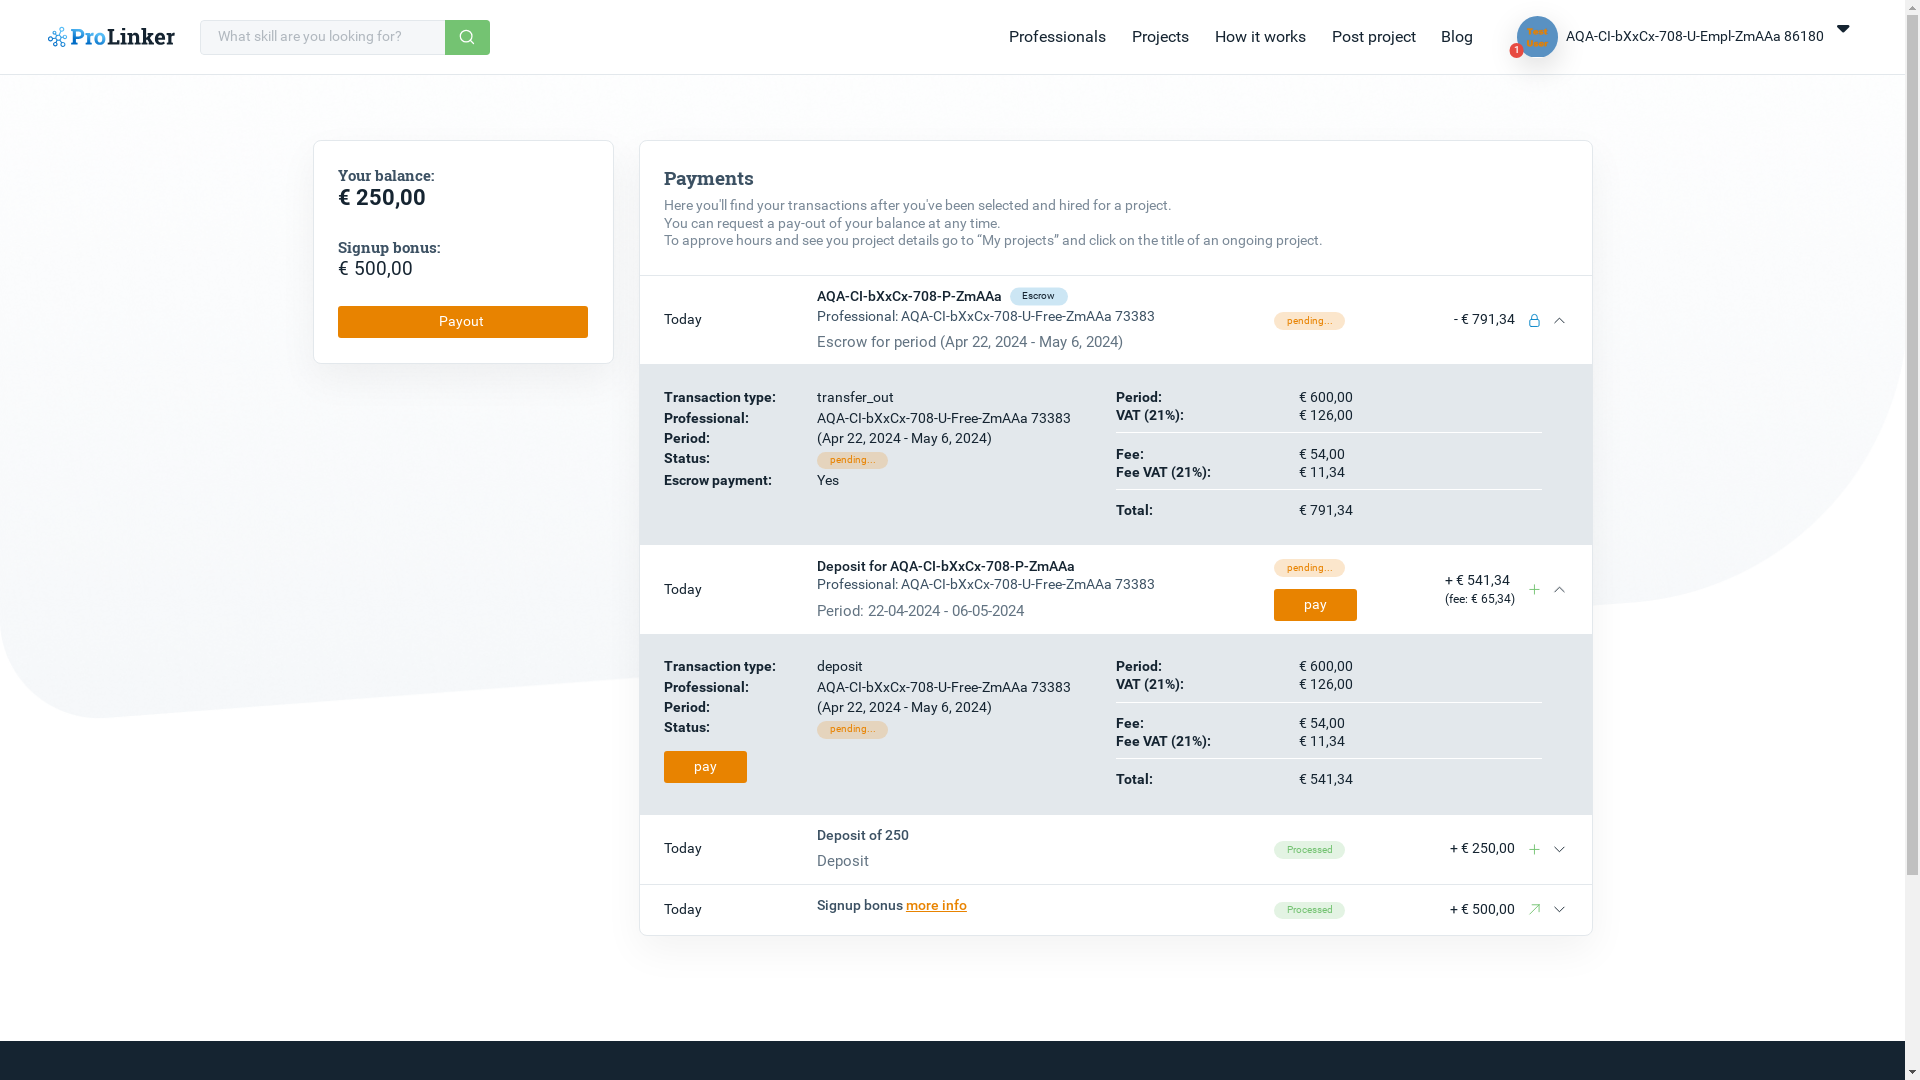 ProLinker
What skill are you looking for?
Professionals
Projects
How it works
Post project
Blog
Test
User
1
AQA-CI-bXxCx-708-U-Empl-ZmAAa 86180
Your balance:
€ 250,00
Signup bonus:
€ 500,00
Payout
Payments
Here you'll find your transactions after you've been selected and hired for a project.
You can request a pay-out of your balance at any time.
To approve hours and see you project details go to “My projects” and click on the title of an ongoing project.
Today
AQA-CI-bXxCx-708-P-ZmAAa Escrow
Professional: AQA-CI-bXxCx-708-U-Free-ZmAAa 73383
Escrow for period (Apr 22, 2024 - May 6, 2024)
pending...
- € 791,34
Transaction type: transfer_out
Professional: AQA-CI-bXxCx-708-U-Free-ZmAAa 73383
Period: (Apr 22, 2024 - May 6, 2024)
Status: pending...
Escrow payment: Yes
Period: € 600,00
VAT (21%): € 126,00
Fee: € 54,00
Fee VAT (21%): € 11,34
Total: € 791,34
Today
Deposit for AQA-CI-bXxCx-708-P-ZmAAa
Professional: AQA-CI-bXxCx-708-U-Free-ZmAAa 73383
Period: 22-04-2024 - 06-05-2024
pending...
pay
+ € 541,34
(fee: € 65,34)
Transaction type: deposit
Professional: AQA-CI-bXxCx-708-U-Free-ZmAAa 73383
Period: (Apr 22, 2024 - May 6, 2024)
Status: pending...
pay
Period: € 600,00
VAT (21%): € 126,00
Fee: € 54,00
Fee VAT (21%): € 11,34
Total: € 541,34
Today
Deposit of 250
Deposit
Processed
+ € 250,00
Today
Signup bonus more info
Processed
+ € 500,00